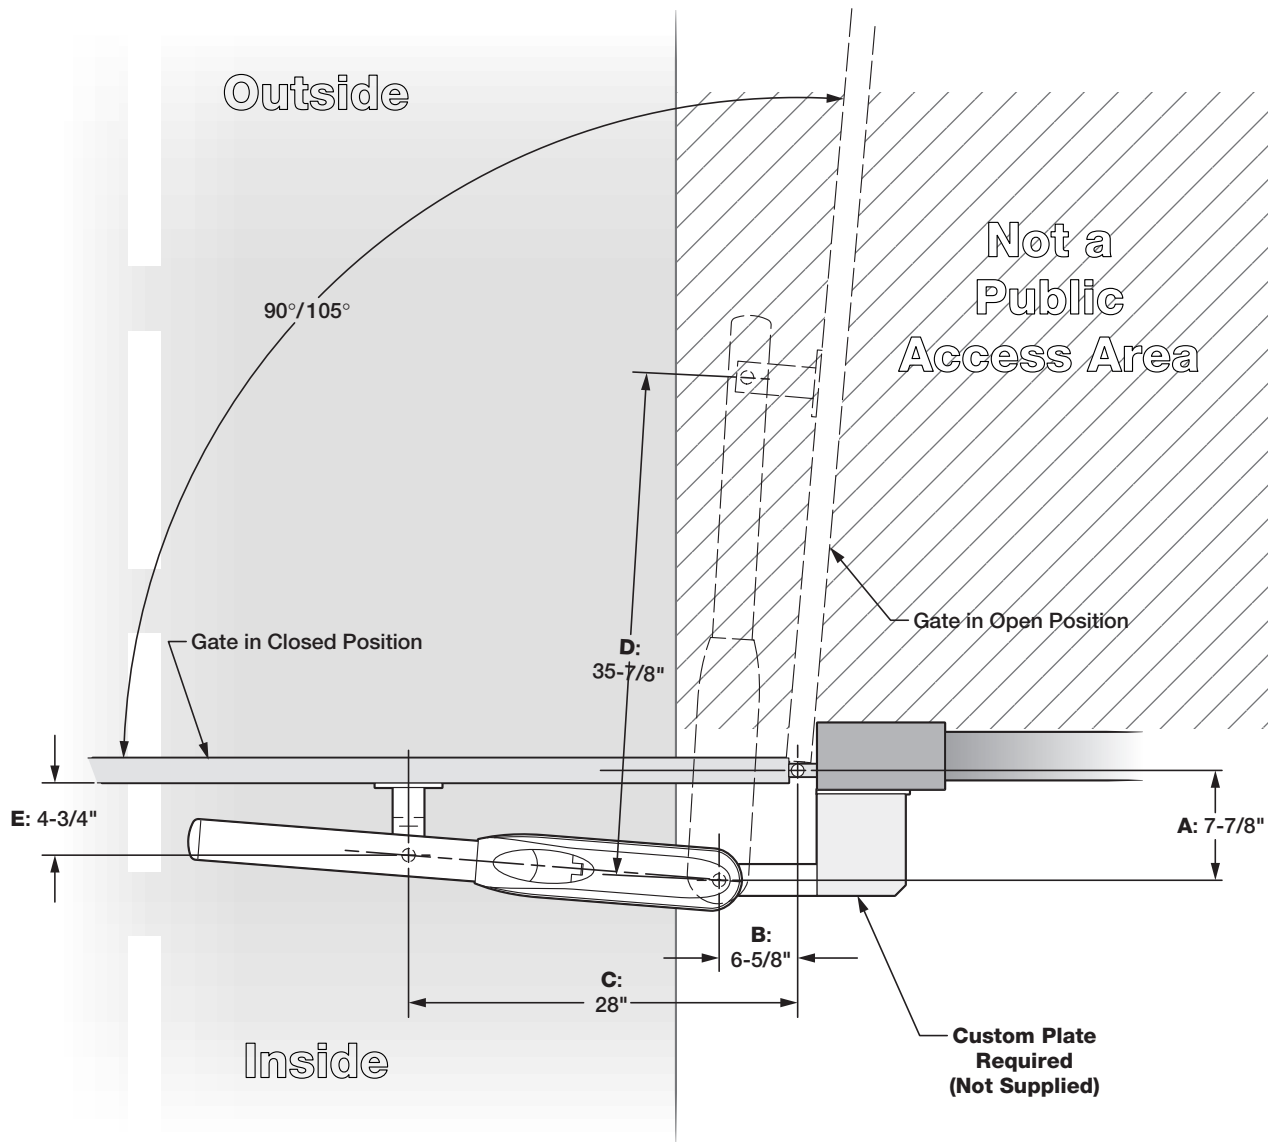 Outside
Not a
Public
Access Area
90°/105°
Gate in Open Position
Gate in Closed Position
D:
35-7/8"
E: 4-3/4"
A: 7-7/8"
B:
6-5/8"
C:
28"
Inside
Custom Plate
Required
(Not Supplied)